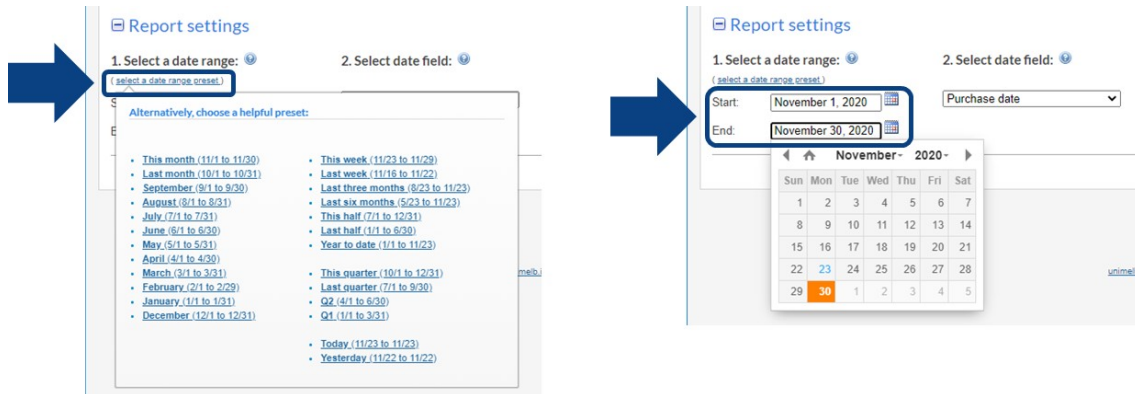 Report settings
1. Select a date range:
2. Select date field:
( select a date range preset )
Alternatively, choose a helpful preset:
This month (11/1 to 11/30)
Last month (10/1 to 10/31)
September (9/1 to 9/30)
August (8/1 to 8/31)
July (7/1 to 7/31)
June (6/1 to 6/30)
May (5/1 to 5/31)
April (4/1 to 4/30)
March (3/1 to 3/31)
February (2/1 to 2/29)
January (1/1 to 1/31)
December (12/1 to 12/31)
This week (11/23 to 11/29)
Last week (11/16 to 11/22)
Last three months (8/23 to 11/23)
Last six months (5/23 to 11/23)
This half (7/1 to 12/31)
Last half (1/1 to 6/30)
Year to date (1/1 to 11/23)
This quarter (10/1 to 12/31)
Last quarter (7/1 to 9/30)
Q2 (4/1 to 6/30)
Q1 (1/1 to 3/31)
Today (11/23 to 11/23)
Yesterday (11/22 to 11/22)
Report settings
1. Select a date range:
2. Select date field:
( select a date range preset )
Start: November 1, 2020
Purchase date
End: November 30, 2020
November 2020
Sun Mon Tue Wed Thu Fri Sat
1 2 3 4 5 6 7
8 9 10 11 12 13 14
15 16 17 18 19 20 21
22 23 24 25 26 27 28
29 30 1 2 3 4 5